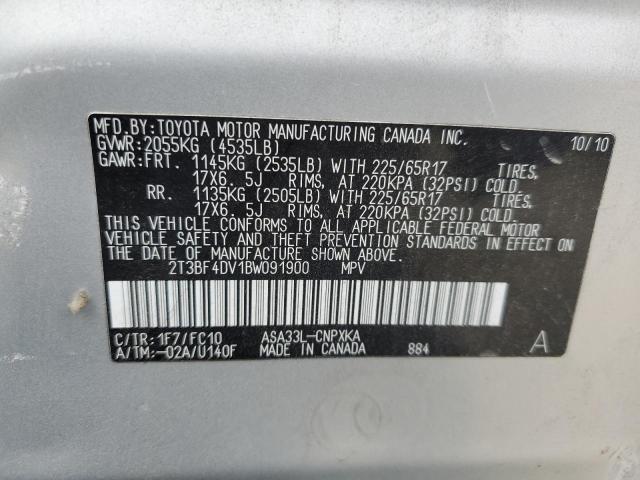 MFD.BY:TOYOTA MOTOR MANUFACTURING CANADA INC. 10/10
GVWR:2055KG (4535LB)
GAWR:FRT. 1145KG (2535LB) WITH 225/65R17 TIRES,
17X6.5J RIMS, AT 220KPA (32PSI) COLD.
RR. 1135KG (2505LB) WITH 225/65R17 TIRES,
17X6.5J RIMS, AT 220KPA (32PSI) COLD.
THIS VEHICLE CONFORMS TO ALL APPLICABLE FEDERAL MOTOR
VEHICLE SAFETY AND THEFT PREVENTION STANDARDS IN EFFECT ON
THE DATE OF MANUFACTURE SHOWN ABOVE.
2T3BF4DV1BW091900 MPV
C/TR:1F7/FC10 ASA33L-CNPXKA A
A/TM:-02A/U140F MADE IN CANADA 884